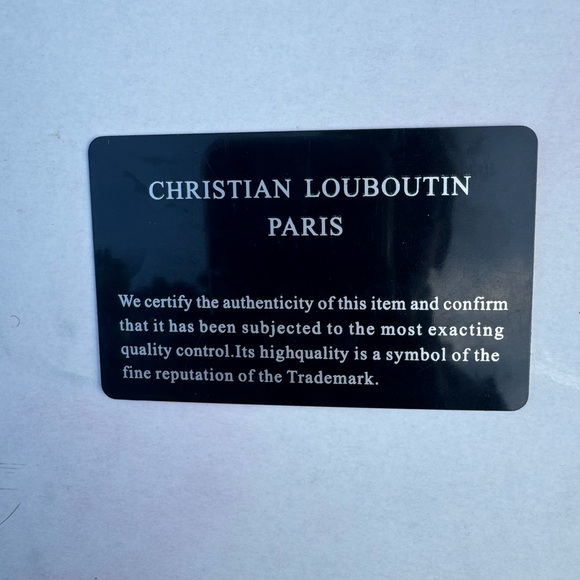 CHRISTIAN LOUBOUTIN
PARIS
We certify the authenticity of this item and confirm
that it has been subjected to the most exacting
quality control.Its highquality is a symbol of the
fine reputation of the Trademark.